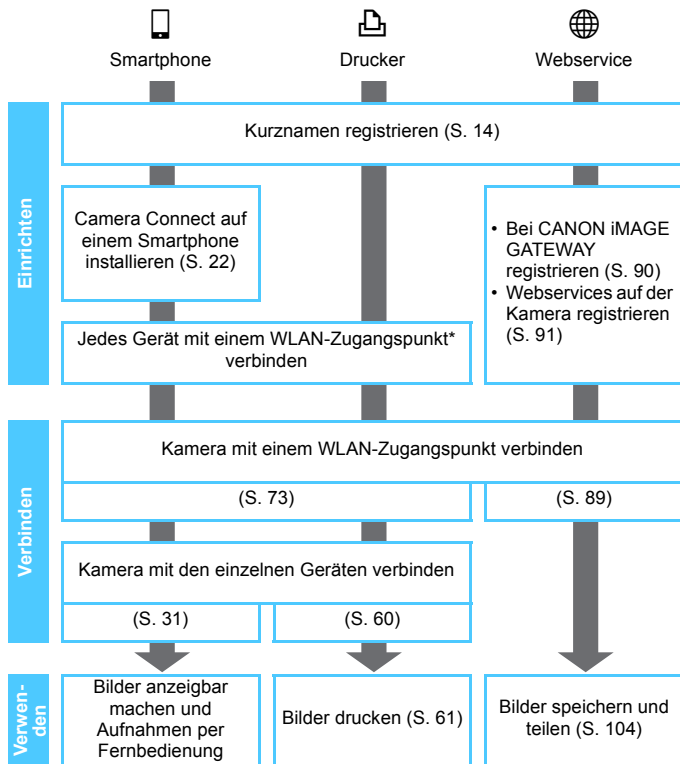 Smartphone
Drucker
Webservice
Einrichten
Kurznamen registrieren (S. 14)
Camera Connect auf
einem Smartphone
installieren (S. 22)
• Bei CANON iMAGE
GATEWAY
registrieren (S. 90)
• Webservices auf der
Kamera registrieren
(S. 91)
Jedes Gerät mit einem WLAN-Zugangspunkt*
verbinden
Verbinden
Kamera mit einem WLAN-Zugangspunkt verbinden
(S. 73)
(S. 89)
Kamera mit den einzelnen Geräten verbinden
(S. 31)
(S. 60)
Verwen-
den
Bilder anzeigbar
machen und
Aufnahmen per
Fernbedienung
Bilder drucken (S. 61)
Bilder speichern und
teilen (S. 104)